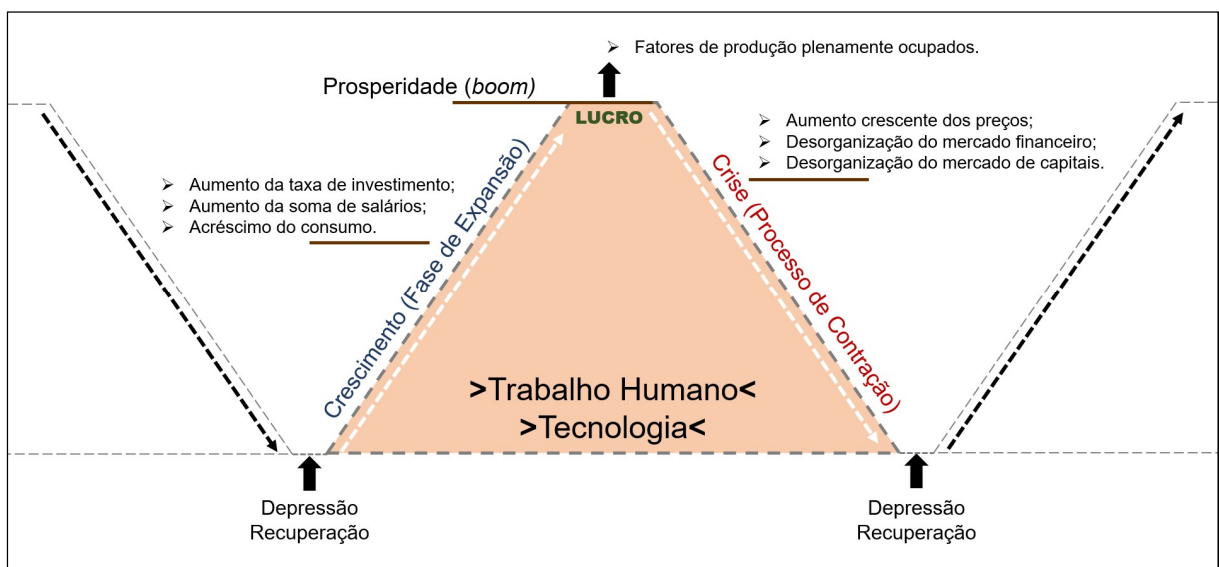 ➢ Fatores de produção plenamente ocupados.
Prosperidade (boom)
LUCRO
➢ Aumento crescente dos preços;
➢ Desorganização do mercado financeiro;
➢ Desorganização do mercado de capitais.
➢ Aumento da taxa de investimento;
➢ Aumento da soma de salários;
➢ Acréscimo do consumo.
Crescimento (Fase de Expansão)
Crise (Processo de Contração)
>Trabalho Humano<
>Tecnologia<
Depressão
Recuperação
Depressão
Recuperação